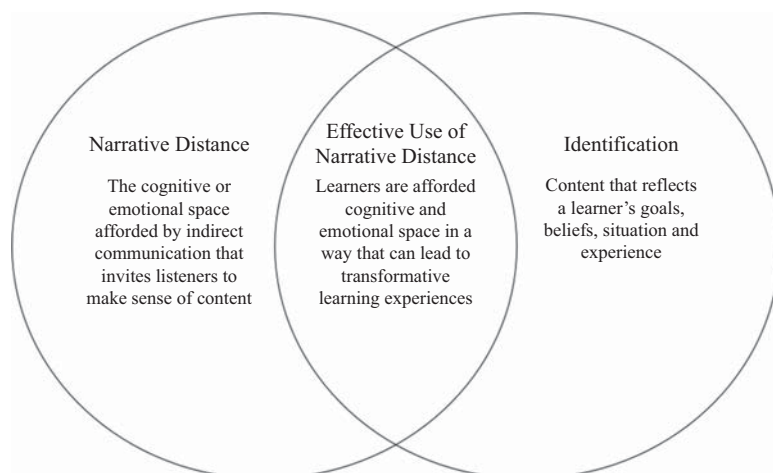 Narrative Distance
The cognitive or
emotional space
afforded by indirect
communication that
invites listeners to
make sense of content
Effective Use of
Narrative Distance
Learners are afforded
cognitive and
emotional space in a
way that can lead to
transformative
learning experiences
Identification
Content that reflects
a learner’s goals,
beliefs, situation and
experience